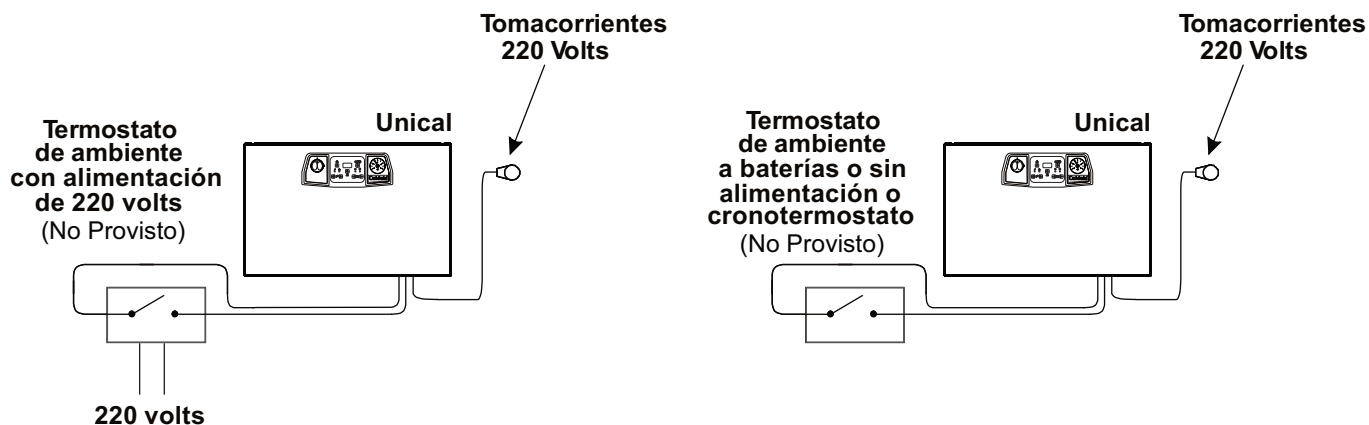 Tomacorrientes
220 Volts
Termostato
de ambiente
con alimentación
de 220 volts
(No Provisto)
Unical
220 volts
Tomacorrientes
220 Volts
Termostato
de ambiente
a baterías o sin
alimentación o
cronotermostato
(No Provisto)
Unical